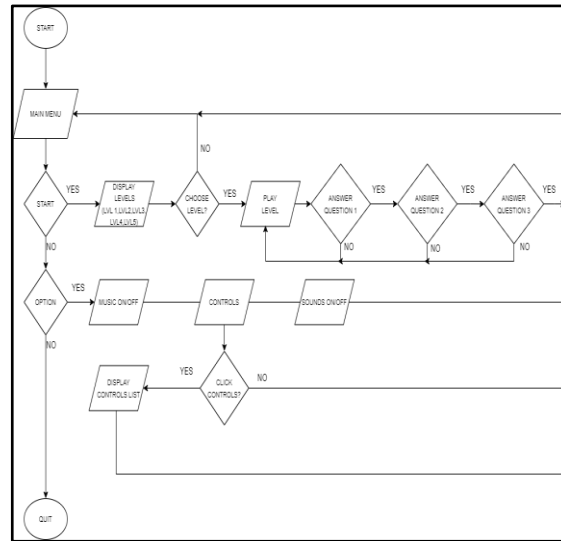 START
MAIN MENU
NO
START
YES
DISPLAY
LEVELS
(LVL 1,LVL2,LVL3,
LVL4,LVL5)
CHOOSE
LEVEL?
YES
PLAY
LEVEL
ANSWER
QUESTION 1
YES
ANSWER
QUESTION 2
YES
ANSWER
QUESTION 3
YES
NO
NO
NO
NO
OPTION
YES
MUSIC ON/OFF
CONTROLS
SOUNDS ON/OFF
NO
DISPLAY
CONTROLS LIST
YES
CLICK
CONTROLS?
NO
QUIT